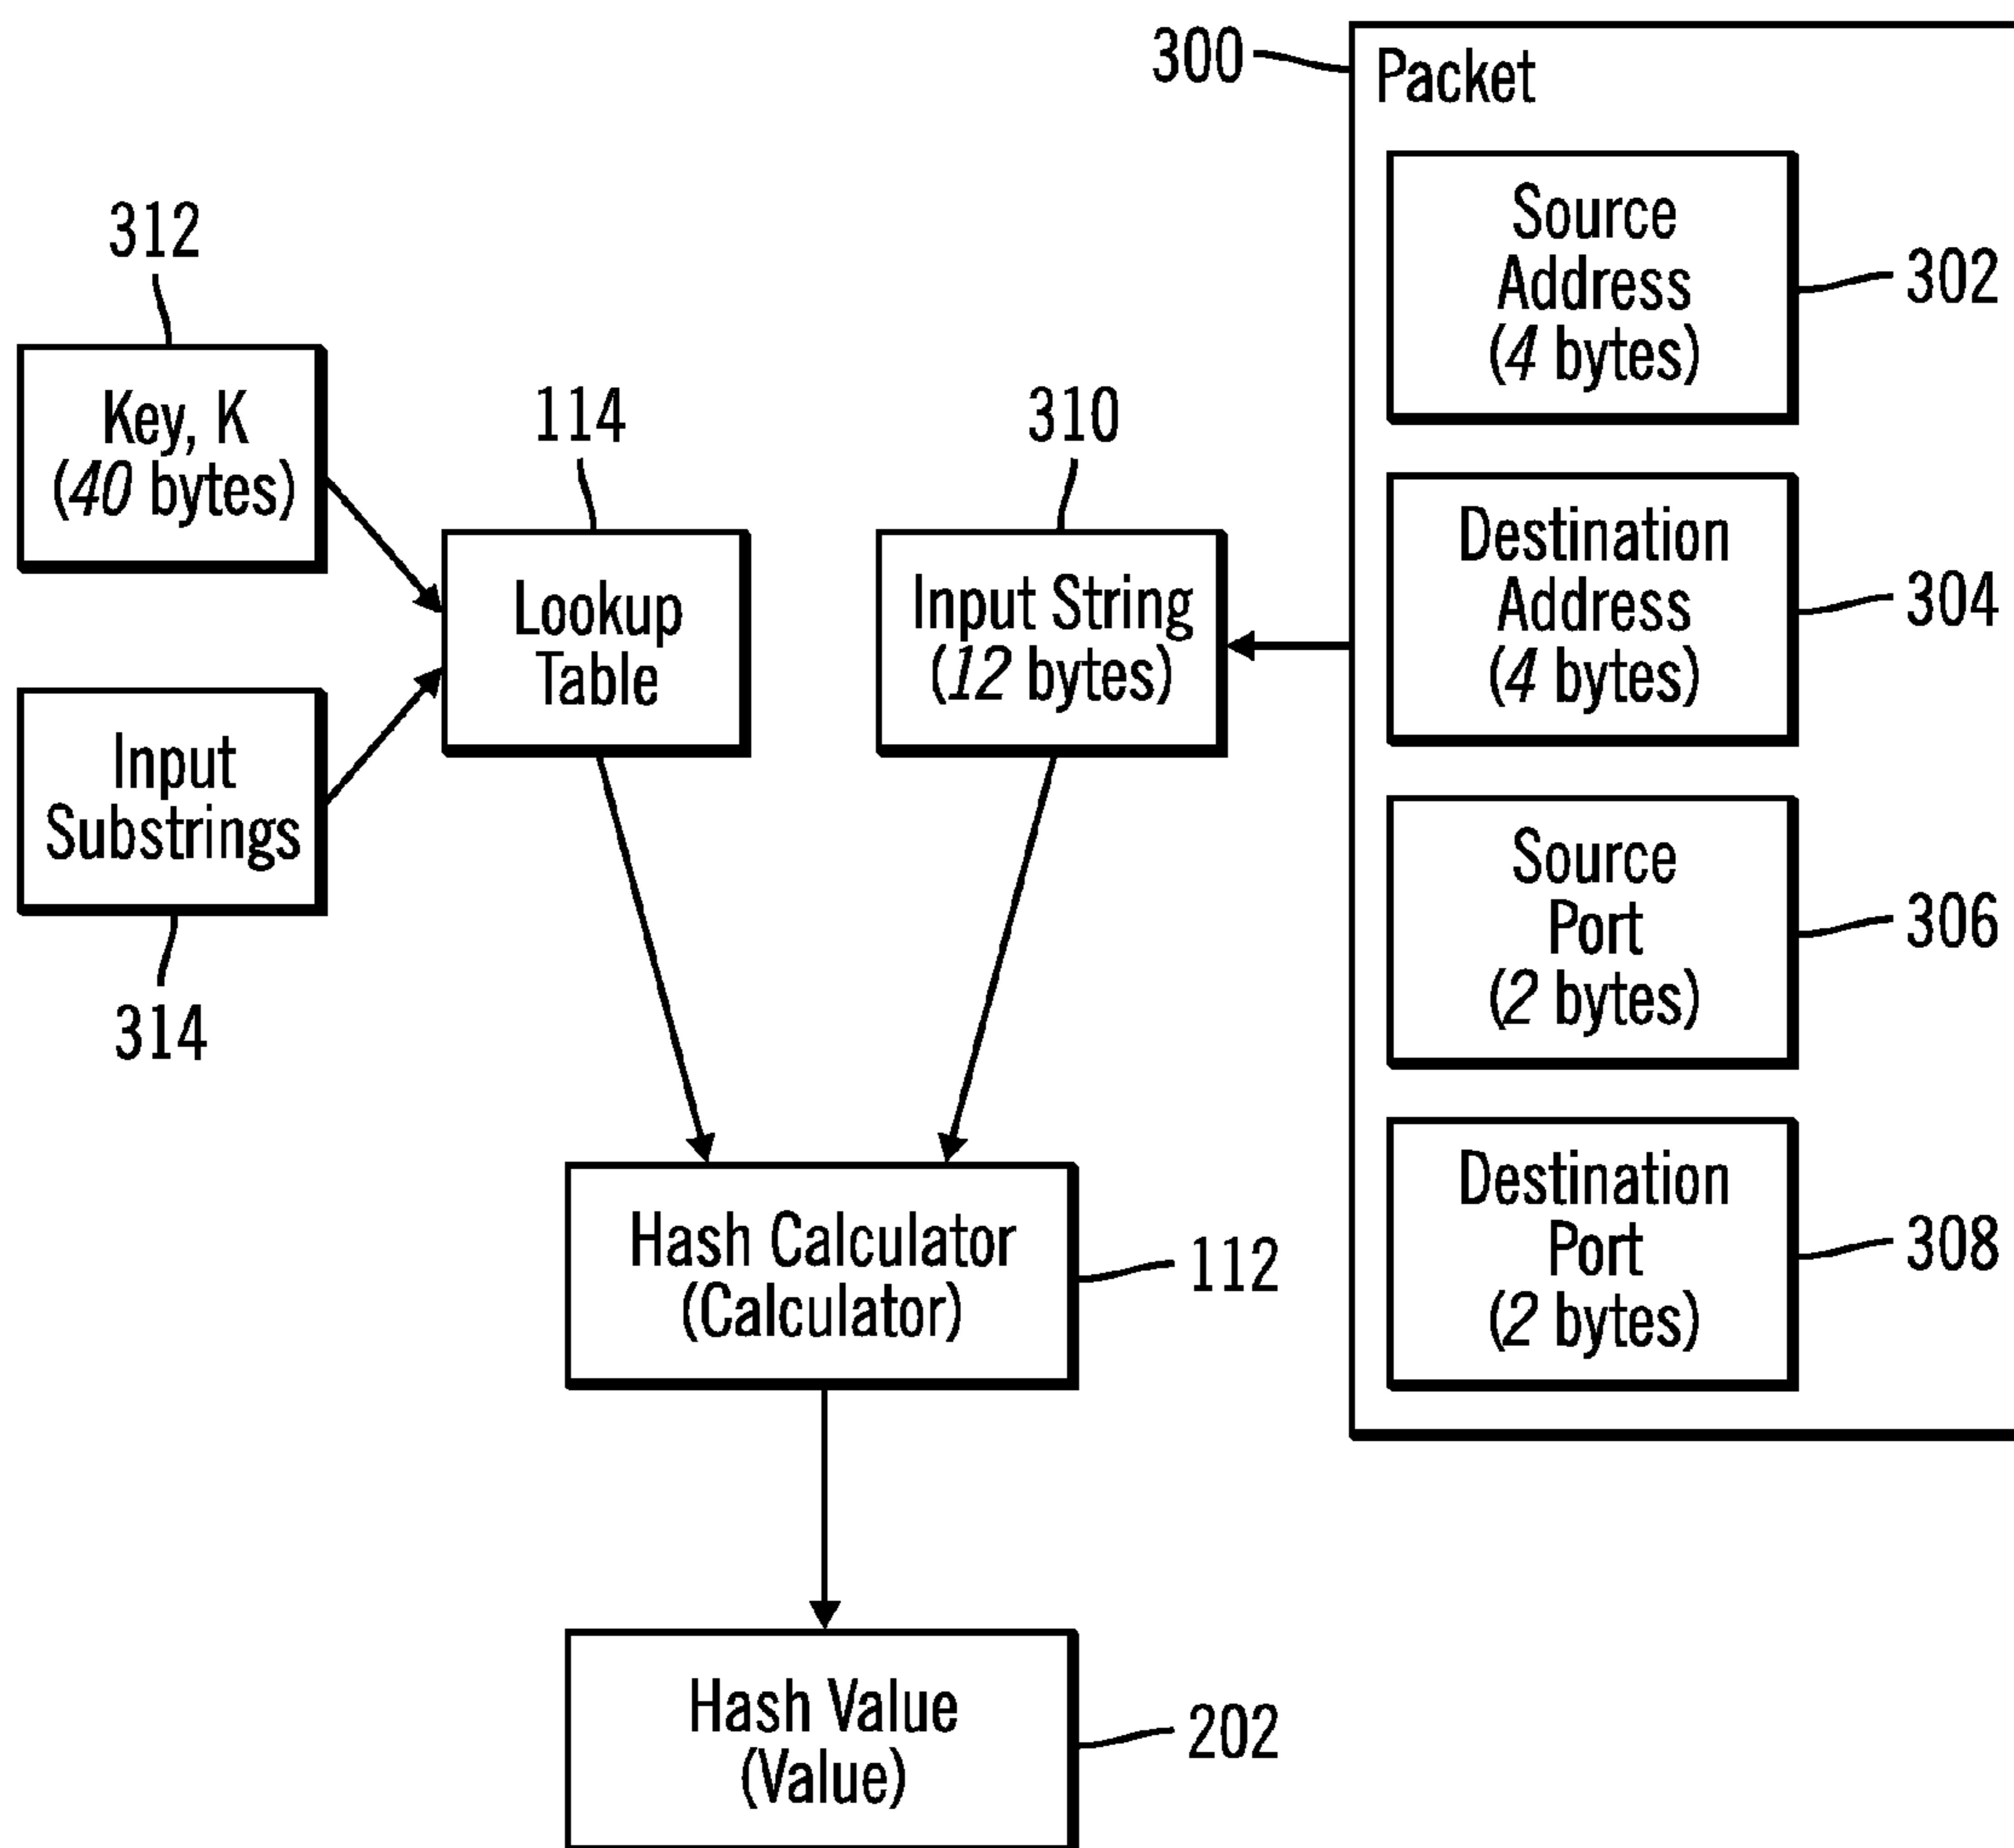 300
Packet
Source
Address
(4 bytes)
302
312
Key, K
(40 bytes)
114
310
Destination
Address
(4 bytes)
304
Lookup
Table
Input String
(12 bytes)
Input
Substrings
314
Source
Port
(2 bytes)
306
Hash Calculator
(Calculator)
112
Destination
Port
(2 bytes)
308
Hash Value
(Value)
202